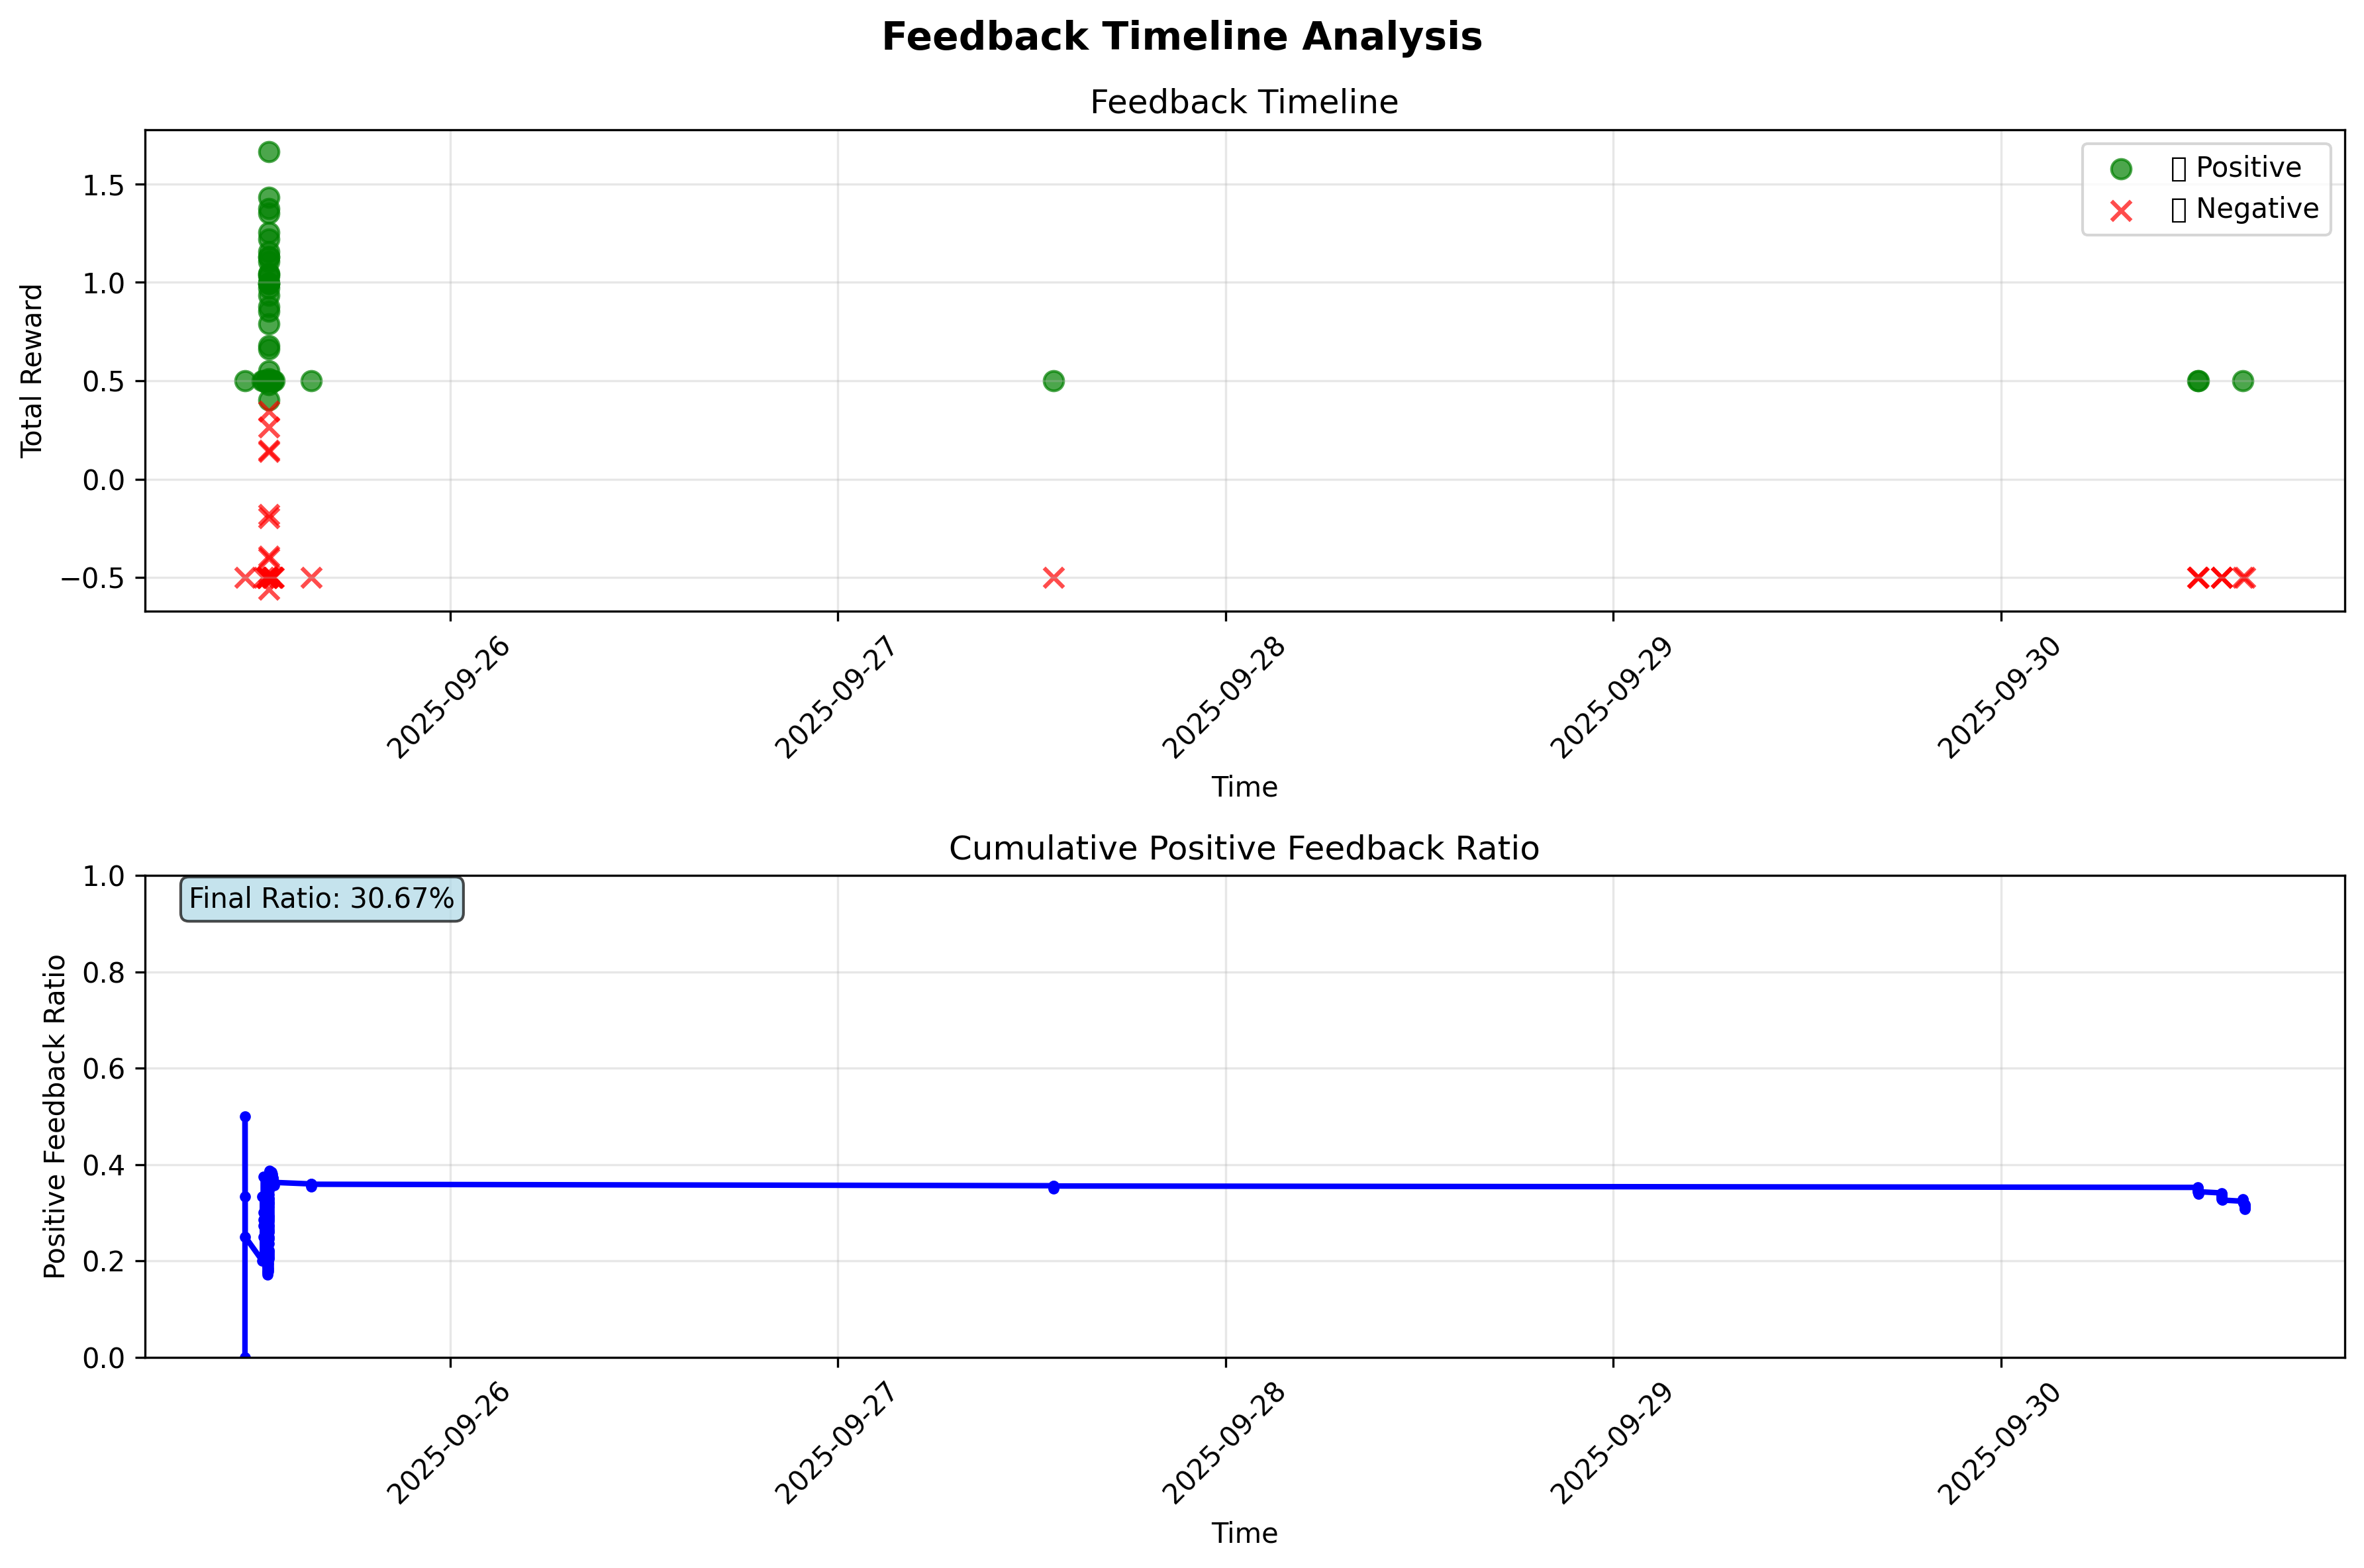 Feedback Timeline Analysis
Feedback Timeline
Total Reward
1.5
1.0
0.5
0.0
−0.5
▯ Positive
▯ Negative
2025-09-26
2025-09-27
2025-09-28
2025-09-29
2025-09-30
Time
Cumulative Positive Feedback Ratio
Positive Feedback Ratio
1.0
0.8
0.6
0.4
0.2
0.0
Final Ratio: 30.67%
2025-09-26
2025-09-27
2025-09-28
2025-09-29
2025-09-30
Time